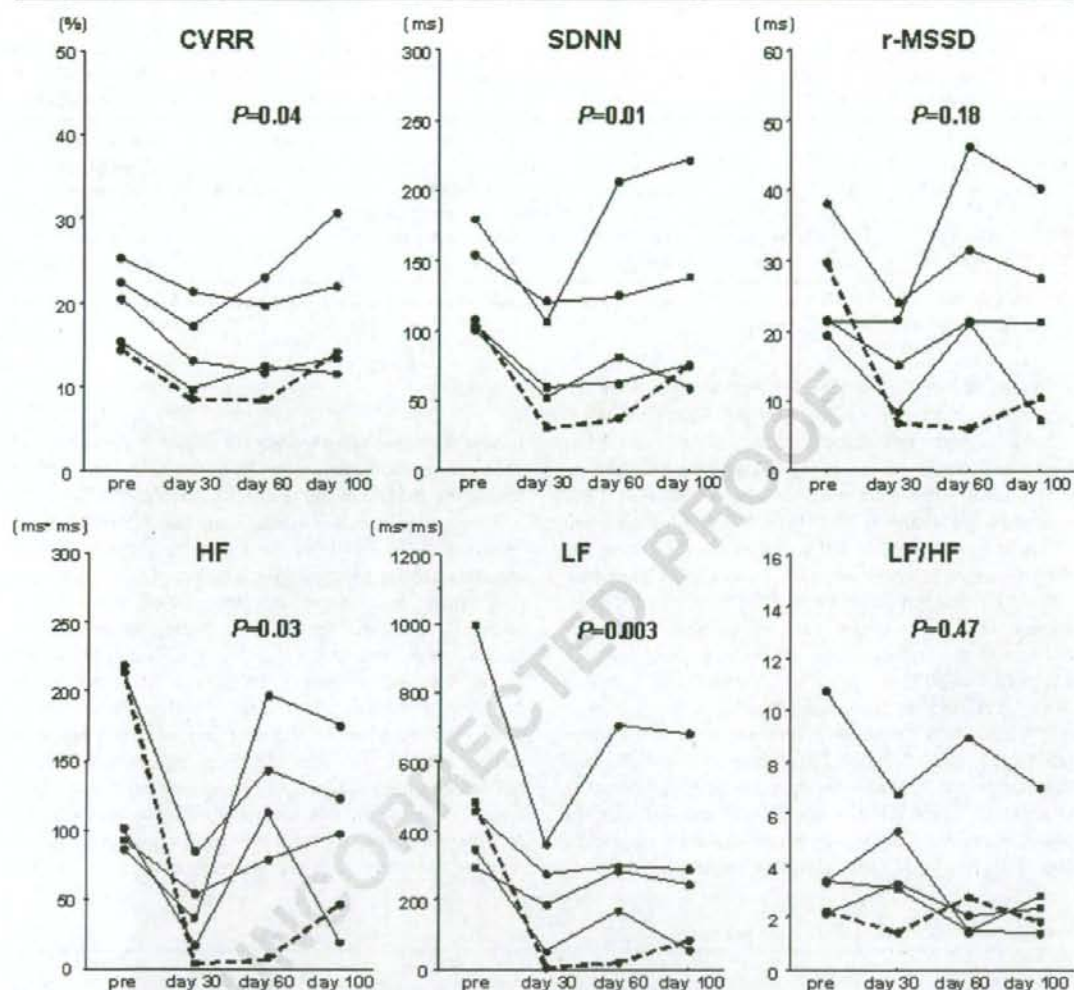 (%)
CVRR
P=0.04
50
40
30
20
10
0
pre day 30 day 60 day 100
(ms)
SDNN
P=0.01
300
250
200
150
100
50
0
pre day 30 day 60 day 100
(ms)
r-MSSD
P=0.18
60
50
40
30
20
10
0
pre day 30 day 60 day 100
(ms*ms)
HF
P=0.03
300
250
200
150
100
50
0
pre day 30 day 60 day 100
(ms*ms)
LF
P=0.003
1200
1000
800
600
400
200
0
pre day 30 day 60 day 100
LF/HF
P=0.47
16
14
12
10
8
6
4
2
0
pre day 30 day 60 day 100
UNCORRECTED PROOF